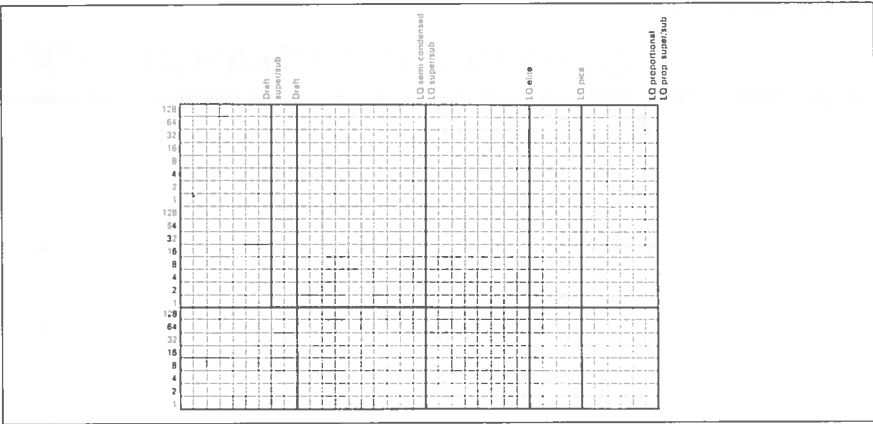 Draft
super/sub
Draft
LQ semi condensed
LQ super/sub
LQ elite
LQ pica
LQ proportional
LQ prop super/sub
128
64
32
16
8
4
2
1
128
64
32
16
8
4
2
1
128
64
32
16
8
4
2
1